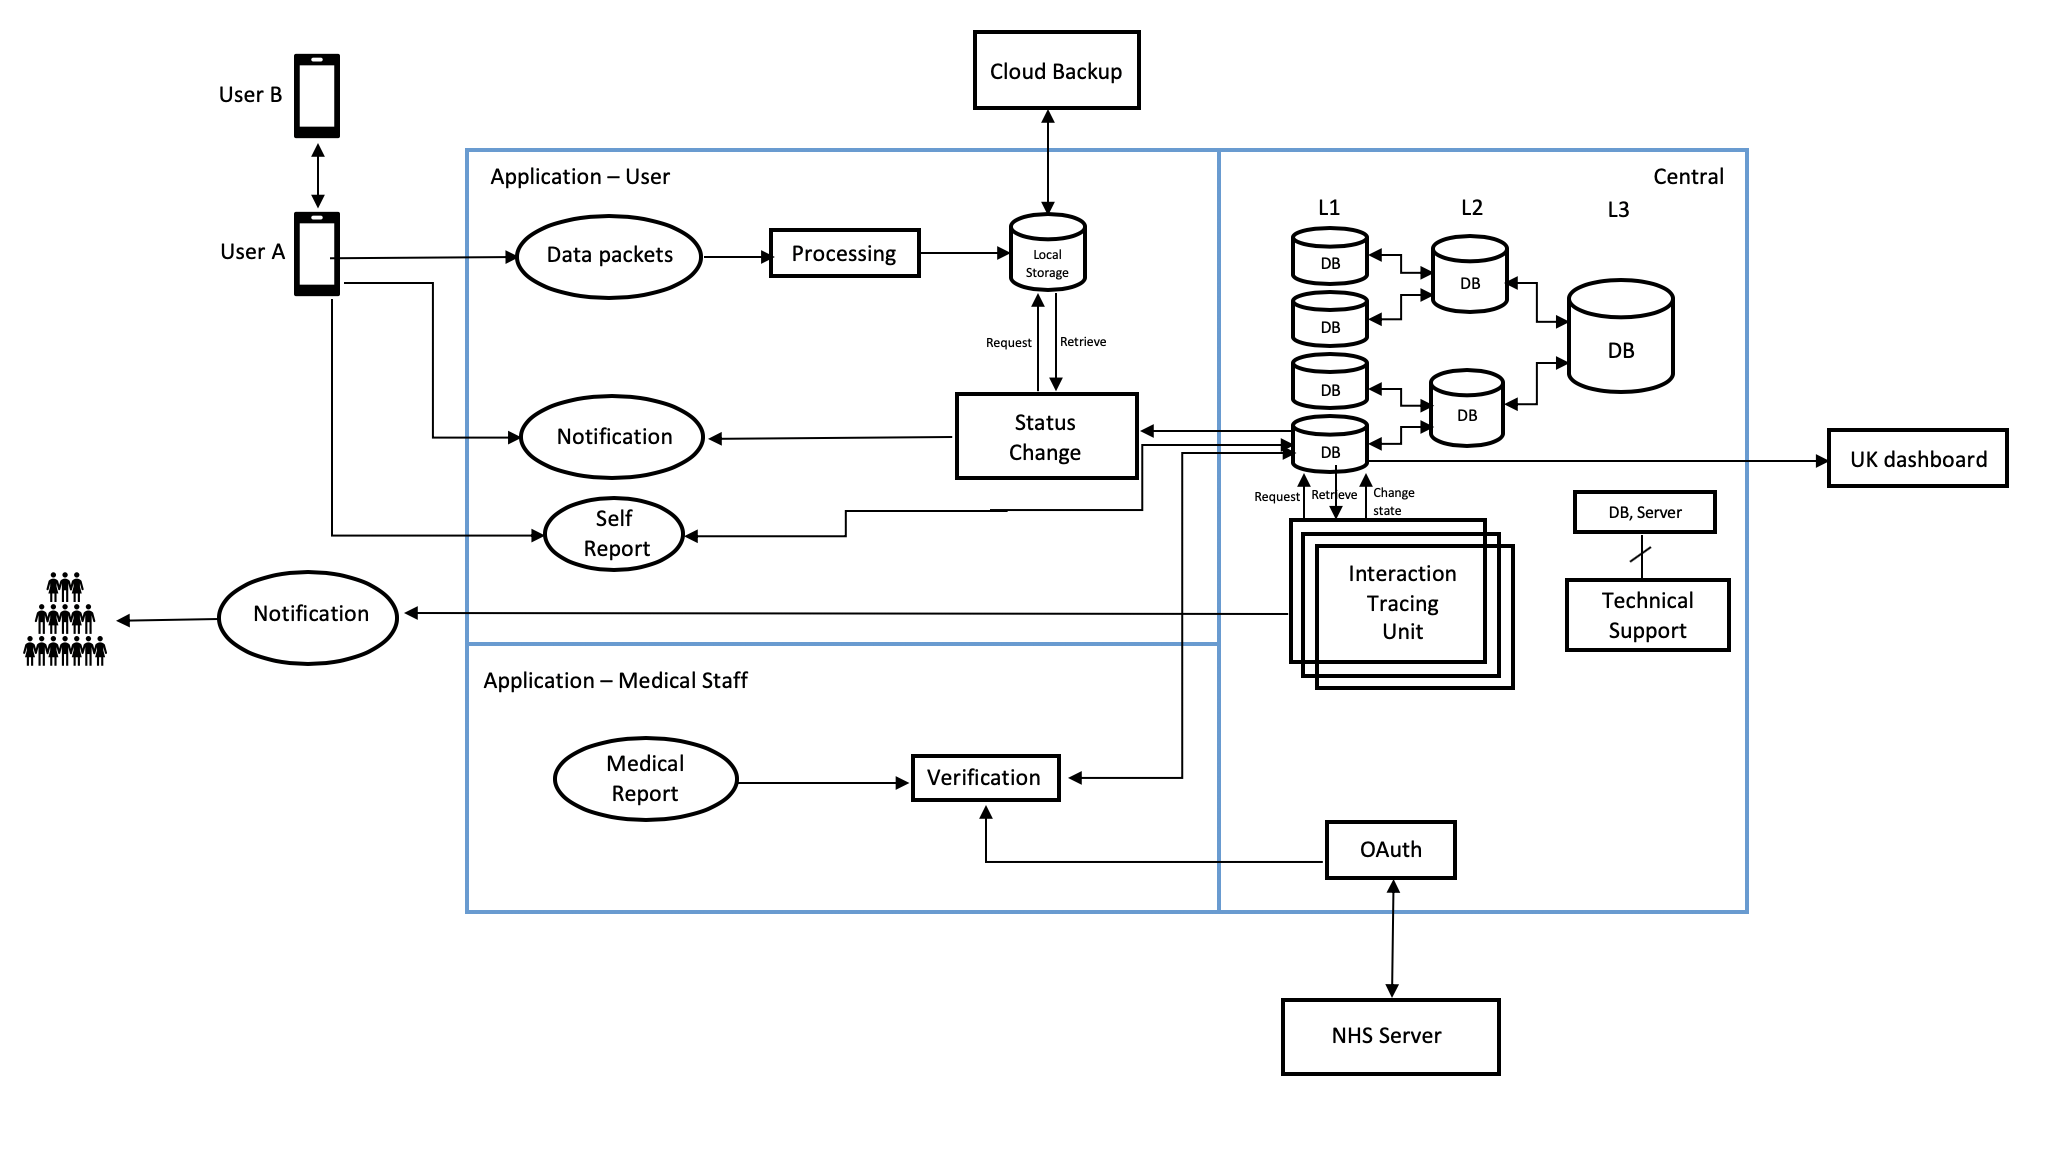 Cloud Backup
User B
Application – User
Central
L1
L2
L3
User A
Data packets
Processing
Local
Storage
DB
DB
DB
DB
DB
DB
DB
Request
Retrieve
Notification
Status
Change
UK dashboard
Request
Retrieve
Change
state
DB, Server
Self
Report
Interaction
Tracing
Unit
Technical
Support
Notification
Application – Medical Staff
Medical
Report
Verification
OAuth
NHS Server